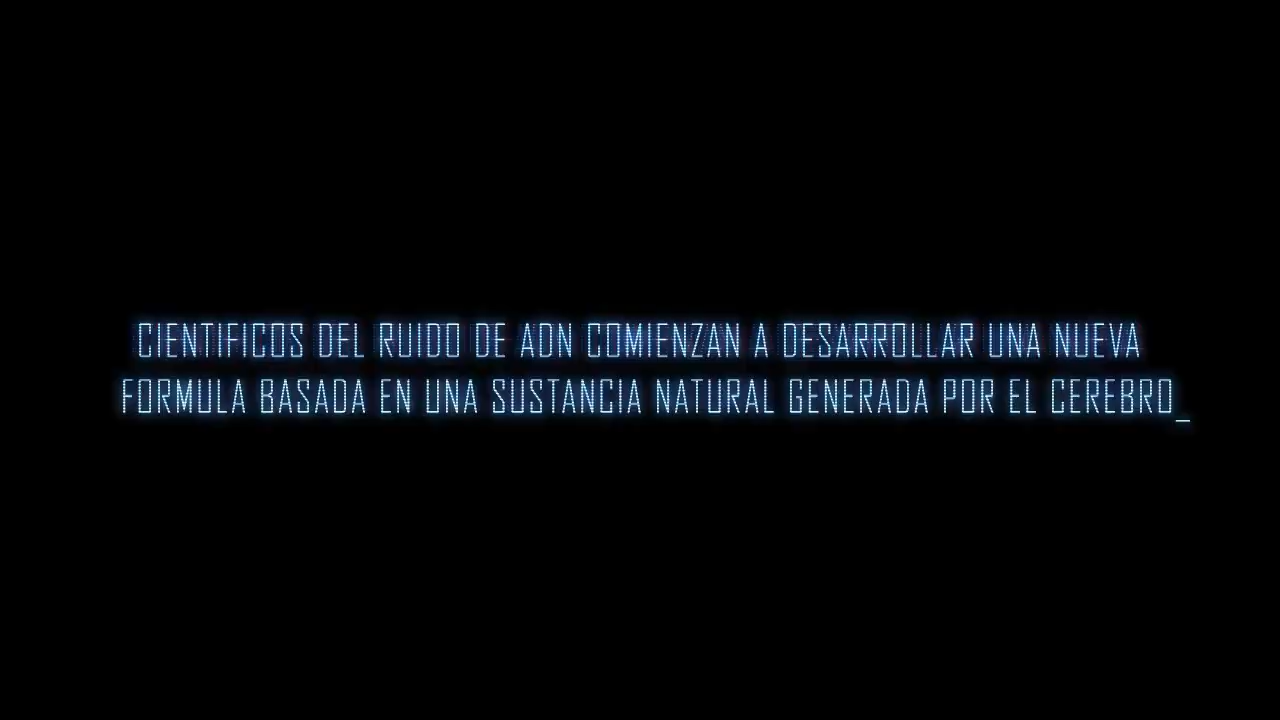 CIENTIFICOS DEL RUIDO DE ADN COMIENZAN A DESARROLLAR UNA NUEVA
FORMULA BASADA EN UNA SUSTANCIA NATURAL GENERADA POR EL CEREBRO_